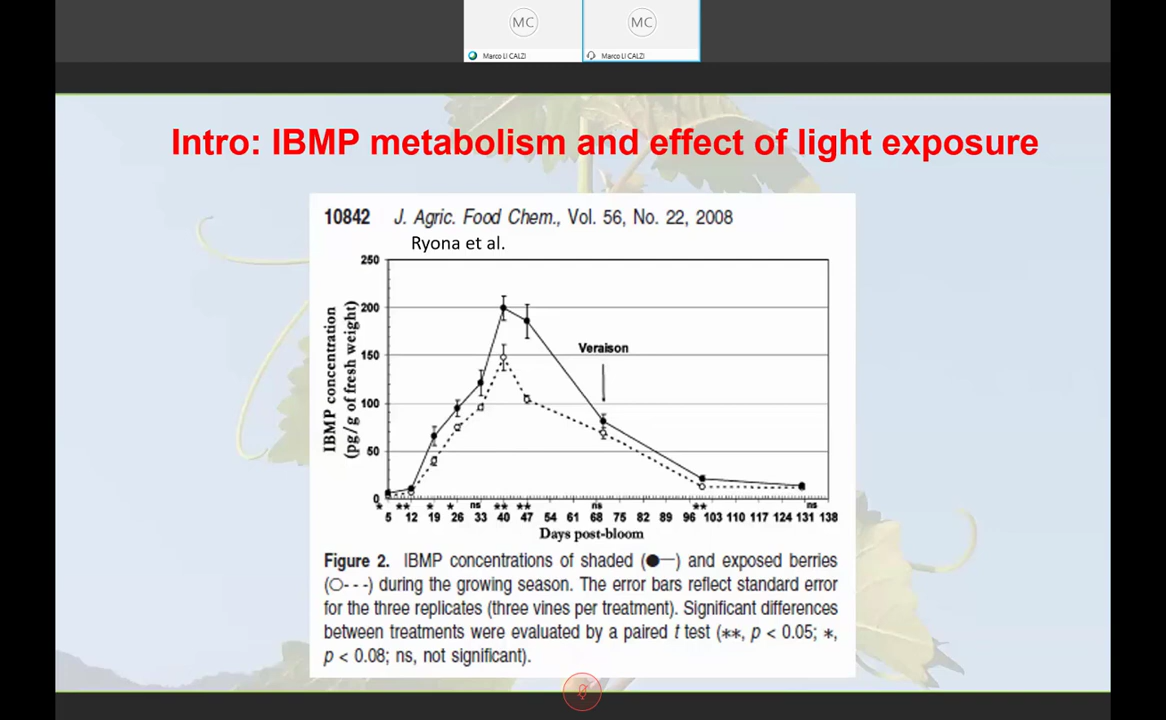 MC
MC
Marco LI CALZI
Marco LI CALZI
Intro: IBMP metabolism and effect of light exposure
10842 J. Agric. Food Chem., Vol. 56, No. 22, 2008
Ryona et al.
250
200
150
100
50
0
IBMP concentration
(pg/g of fresh weight)
Veraison
* ** * * ns ** ** ns ** ns
5 12 19 26 33 40 47 54 61 68 75 82 89 96 103 110 117 124 131 138
Days post-bloom
Figure 2. IBMP concentrations of shaded (●—) and exposed berries
(○- - -) during the growing season. The error bars reflect standard error
for the three replicates (three vines per treatment). Significant differences
between treatments were evaluated by a paired t test (**, p < 0.05; *,
p < 0.08; ns, not significant).